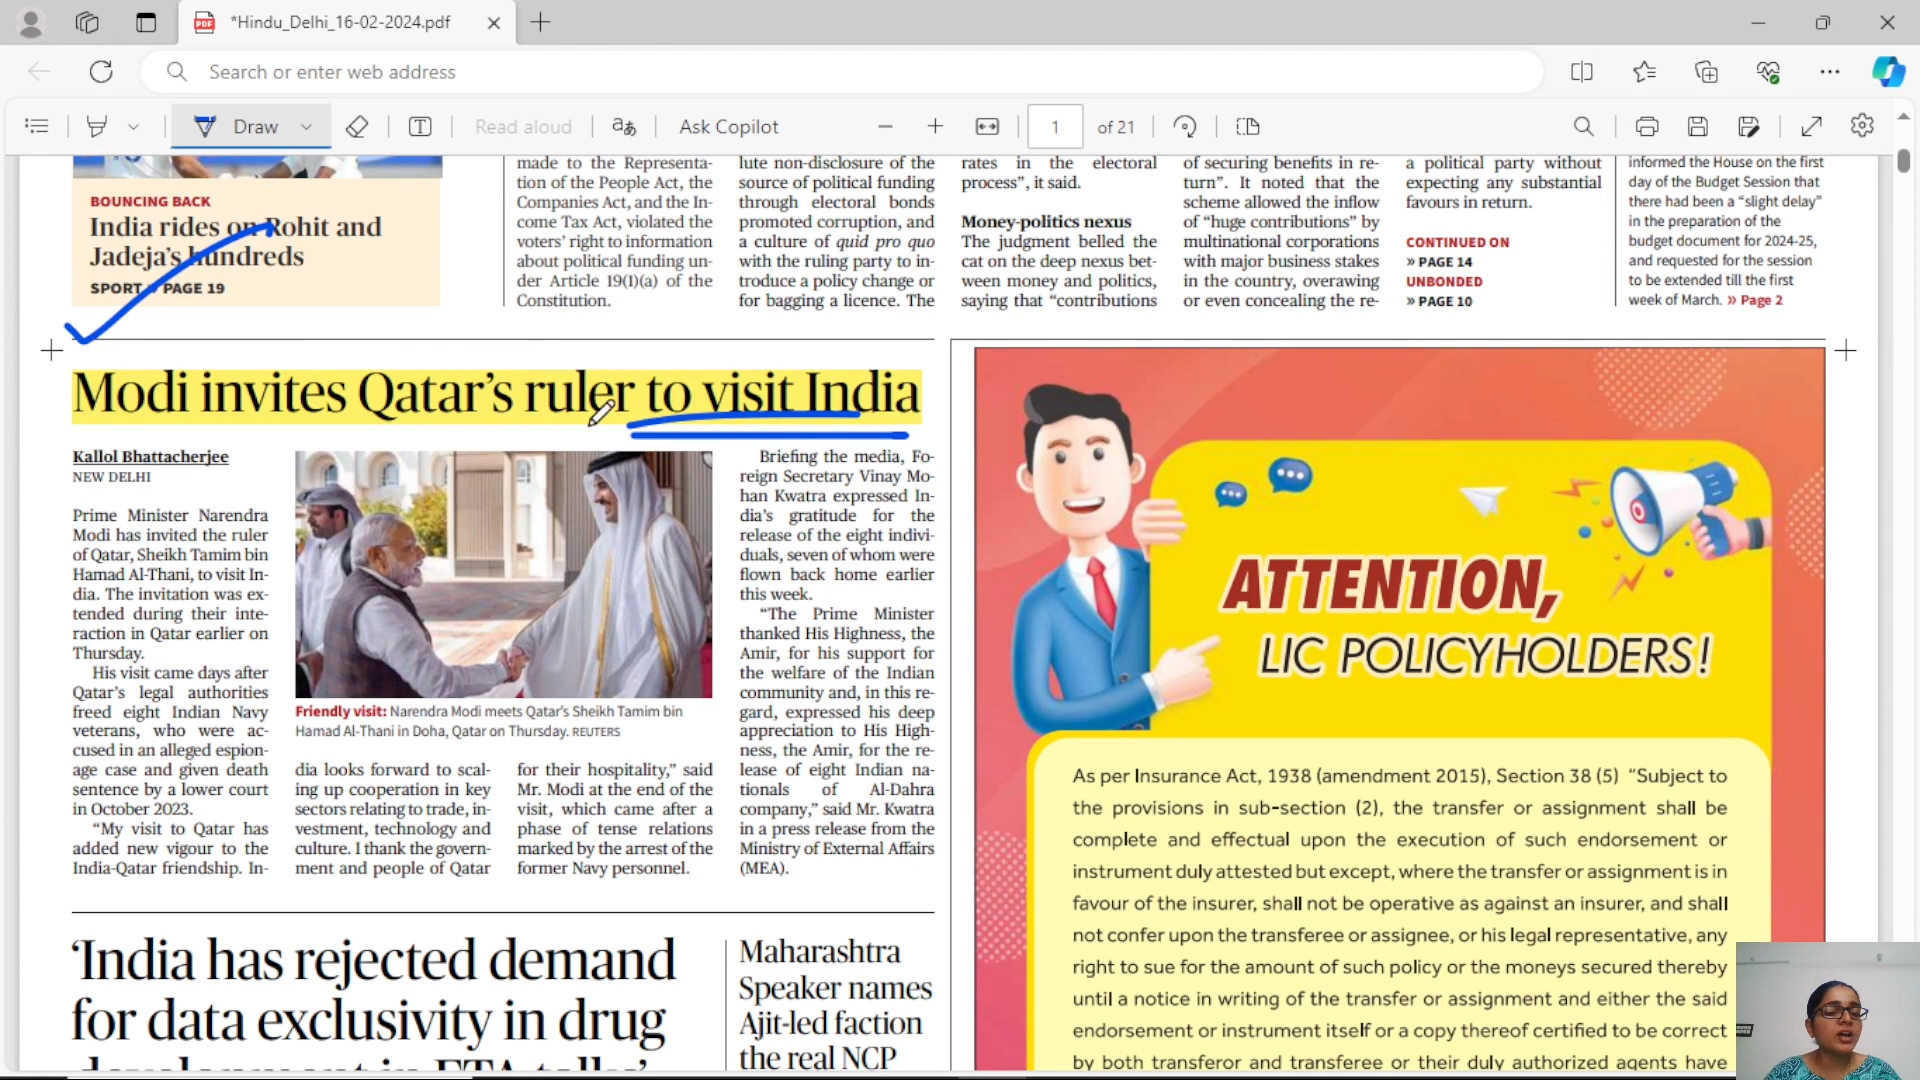 *Hindu_Delhi_16-02-2024.pdf
Search or enter web address
Draw
Read aloud
Ask Copilot
1
of 21
BOUNCING BACK
India rides on Rohit and
Jadeja's hundreds
SPORT » PAGE 19
made to the Representa-
tion of the People Act, the
Companies Act, and the In-
come Tax Act, violated the
voters' right to information
about political funding un-
der Article 19(1)(a) of the
Constitution.
lute non-disclosure of the
source of political funding
through electoral bonds
promoted corruption, and
a culture of quid pro quo
with the ruling party to in-
troduce a policy change or
for bagging a licence. The
rates in the electoral
process", it said.
Money-politics nexus
The judgment belled the
cat on the deep nexus bet-
ween money and politics,
saying that "contributions
of securing benefits in re-
turn". It noted that the
scheme allowed the inflow
of "huge contributions" by
multinational corporations
with major business stakes
in the country, overawing
or even concealing the re-
a political party without
expecting any substantial
favours in return.
CONTINUED ON
» PAGE 14
UNBONDED
» PAGE 10
informed the House on the first
day of the Budget Session that
there had been a "slight delay"
in the preparation of the
budget document for 2024-25,
and requested for the session
to be extended till the first
week of March. » Page 2
Modi invites Qatar's ruler to visit India
Kallol Bhattacherjee
NEW DELHI
Prime Minister Narendra
Modi has invited the ruler
of Qatar, Sheikh Tamim bin
Hamad Al-Thani, to visit In-
dia. The invitation was ex-
tended during their inte-
raction in Qatar earlier on
Thursday.
His visit came days after
Qatar's legal authorities
freed eight Indian Navy
veterans, who were ac-
cused in an alleged espion-
age case and given death
sentence by a lower court
in October 2023.
"My visit to Qatar has
added new vigour to the
India-Qatar friendship. In-
Friendly visit: Narendra Modi meets Qatar's Sheikh Tamim bin
Hamad Al-Thani in Doha, Qatar on Thursday. REUTERS
dia looks forward to scal-
ing up cooperation in key
sectors relating to trade, in-
vestment, technology and
culture. I thank the govern-
ment and people of Qatar
for their hospitality," said
Mr. Modi at the end of the
visit, which came after a
phase of tense relations
marked by the arrest of the
former Navy personnel.
Briefing the media, Fo-
reign Secretary Vinay Mo-
han Kwatra expressed In-
dia's gratitude for the
release of the eight indivi-
duals, seven of whom were
flown back home earlier
this week.
"The Prime Minister
thanked His Highness, the
Amir, for his support for
the welfare of the Indian
community and, in this re-
gard, expressed his deep
appreciation to His High-
ness, the Amir, for the re-
lease of eight Indian na-
tionals of Al-Dahra
company," said Mr. Kwatra
in a press release from the
Ministry of External Affairs
(MEA).
'India has rejected demand
for data exclusivity in drug
Maharashtra
Speaker names
Ajit-led faction
the real NCP
ATTENTION,
LIC POLICYHOLDERS!
As per Insurance Act, 1938 (amendment 2015), Section 38 (5) "Subject to
the provisions in sub-section (2), the transfer or assignment shall be
complete and effectual upon the execution of such endorsement or
instrument duly attested but except, where the transfer or assignment is in
favour of the insurer, shall not be operative as against an insurer, and shall
not confer upon the transferee or assignee, or his legal representative, any
right to sue for the amount of such policy or the moneys secured thereby
until a notice in writing of the transfer or assignment and either the said
endorsement or instrument itself or a copy thereof certified to be correct
by both transferor and transferee or their duly authorized agents have